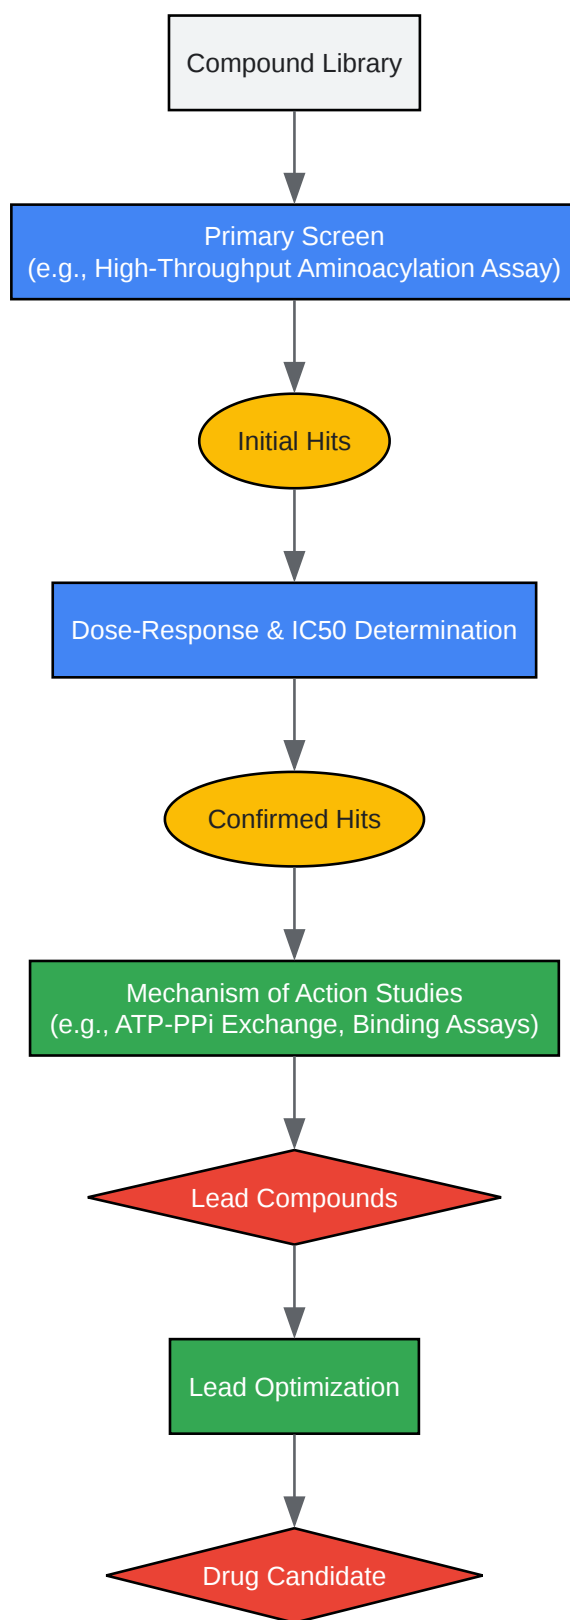 Compound Library
Primary Screen
(e.g., High-Throughput Aminoacylation Assay)
Initial Hits
Dose-Response & IC50 Determination
Confirmed Hits
Mechanism of Action Studies
(e.g., ATP-PPi Exchange, Binding Assays)
Lead Compounds
Lead Optimization
Drug Candidate